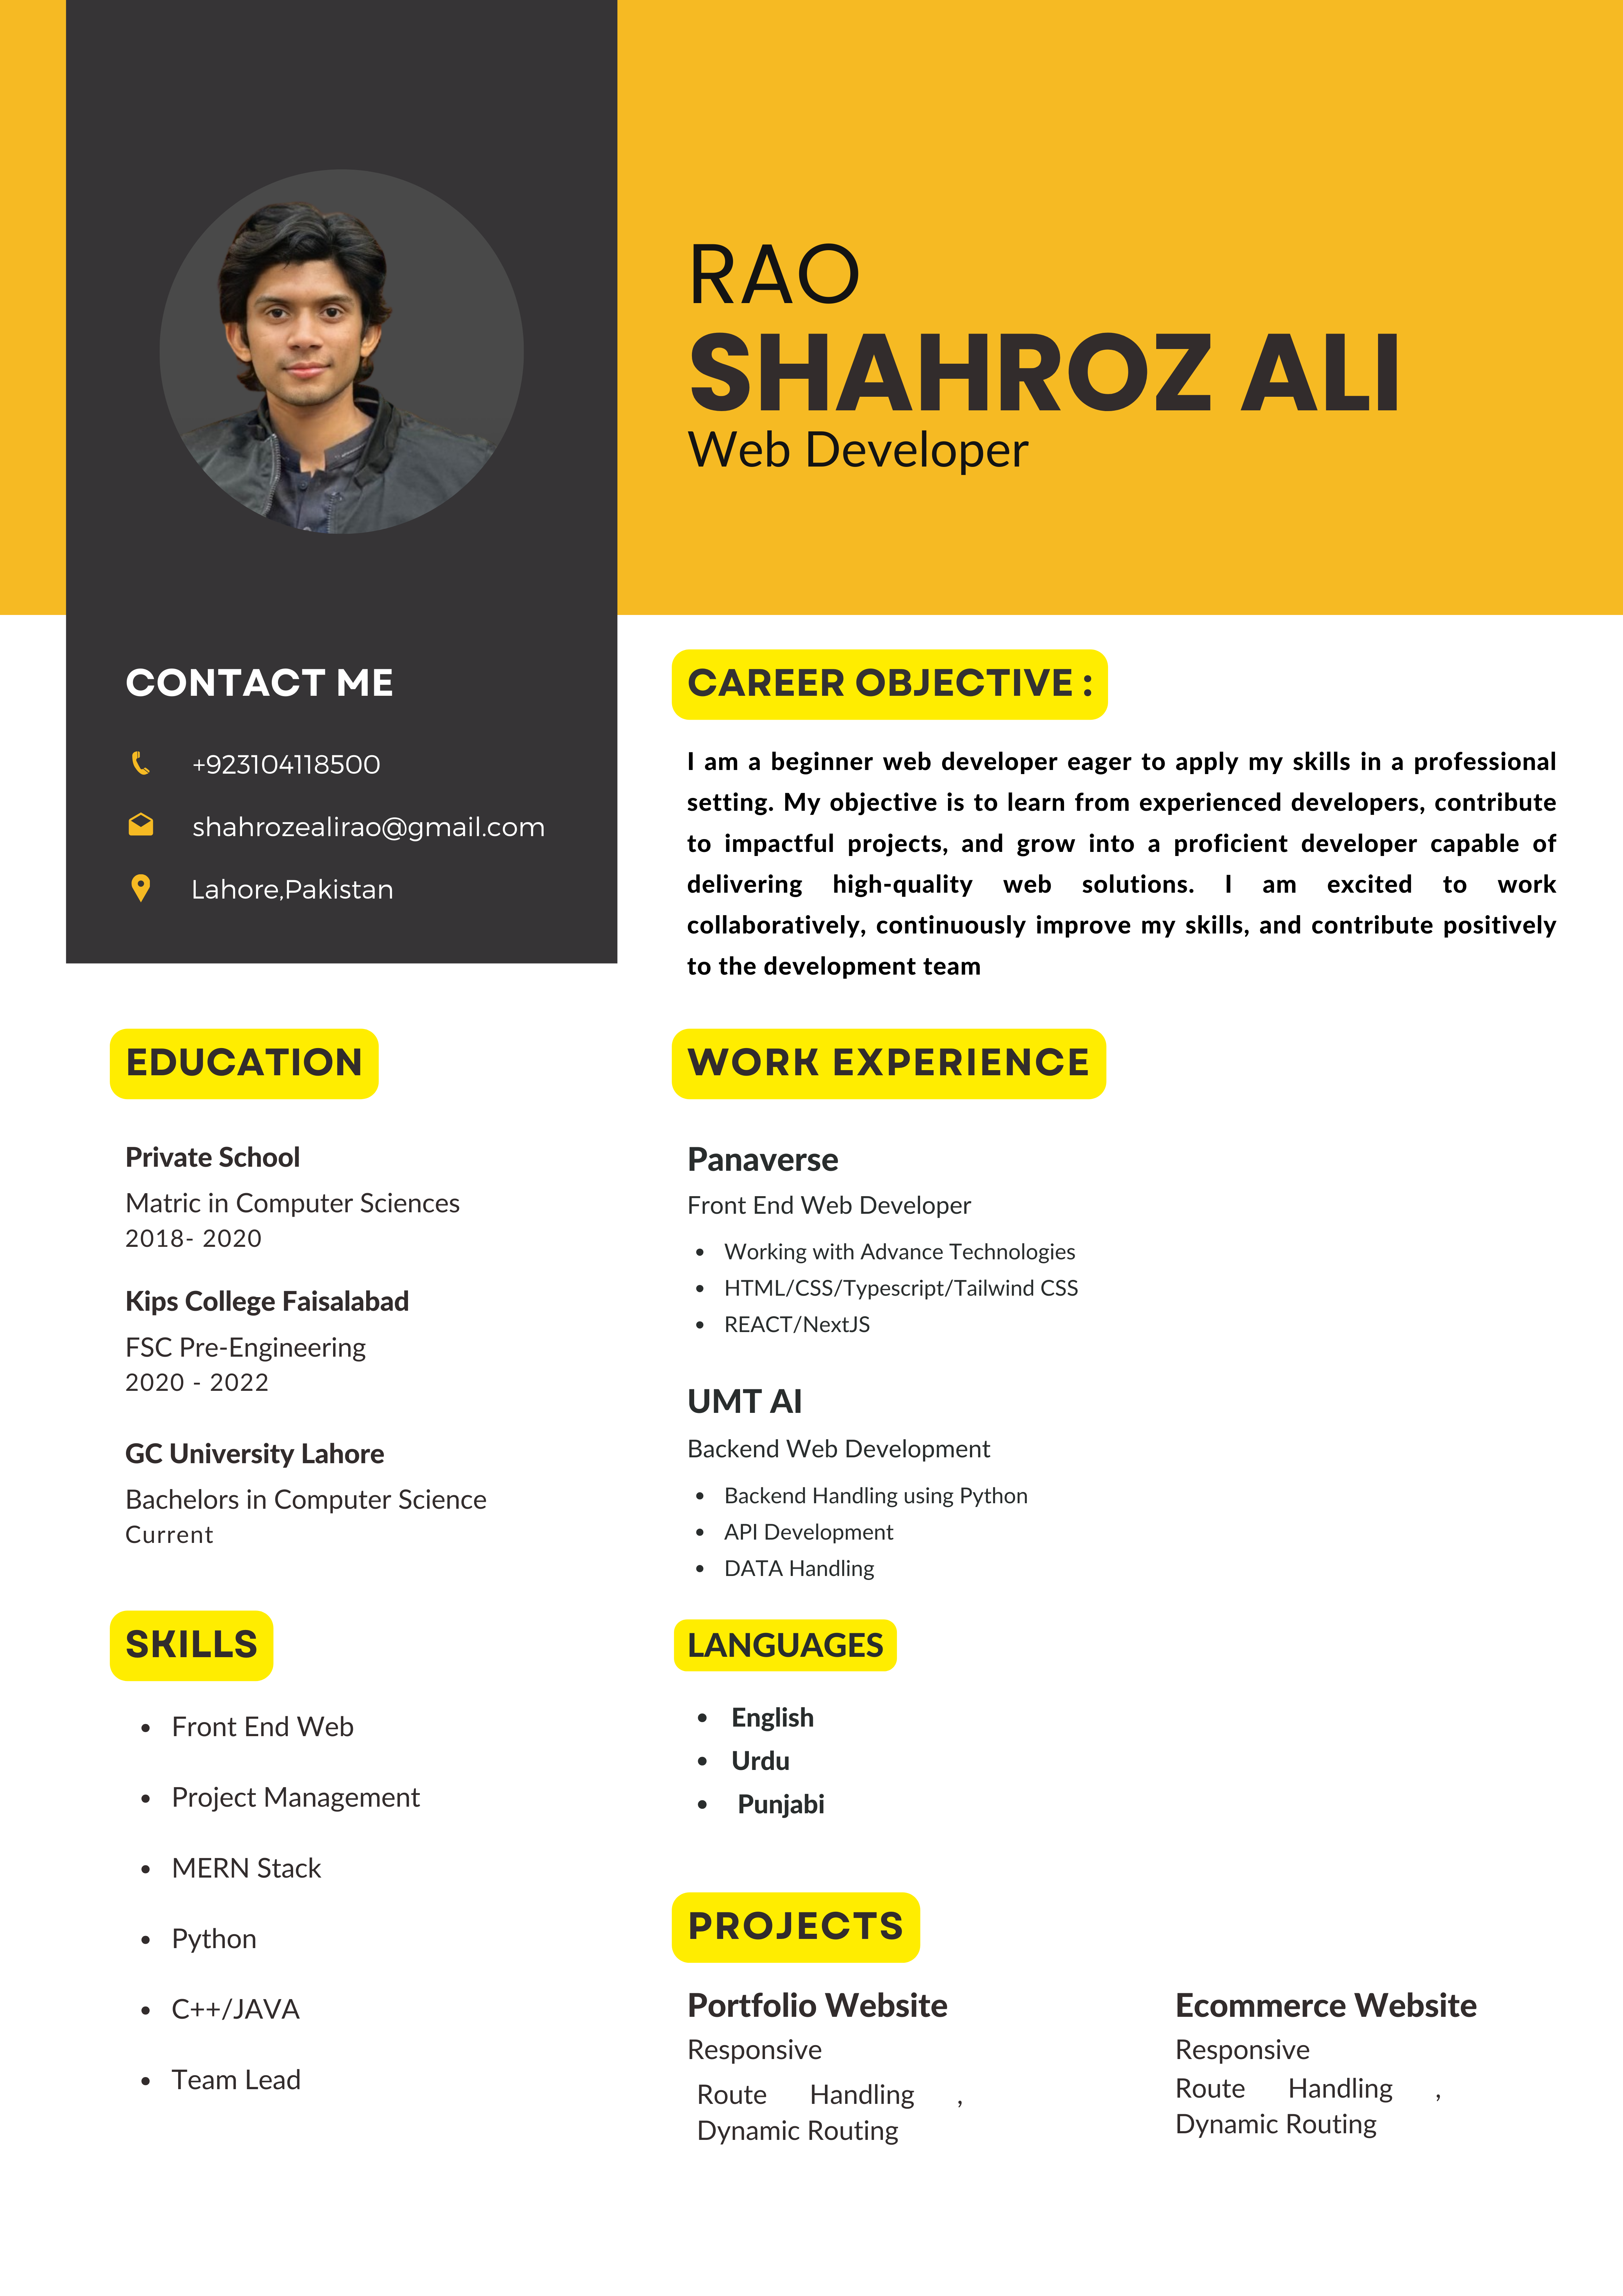 RAO
SHAHROZ ALI
Web Developer
CONTACT ME
+923104118500
shahrozealirao@gmail.com
Lahore,Pakistan
CAREER OBJECTIVE :
I am a beginner web developer eager to apply my skills in a professional
setting. My objective is to learn from experienced developers, contribute
to impactful projects, and grow into a proficient developer capable of
delivering high-quality web solutions. I am excited to work
collaboratively, continuously improve my skills, and contribute positively
to the development team
EDUCATION
Private School
Matric in Computer Sciences
2018- 2020
Kips College Faisalabad
FSC Pre-Engineering
2020 - 2022
GC University Lahore
Bachelors in Computer Science
Current
SKILLS
• Front End Web
• Project Management
• MERN Stack
• Python
• C++/JAVA
• Team Lead
WORK EXPERIENCE
Panaverse
Front End Web Developer
• Working with Advance Technologies
• HTML/CSS/Typescript/Tailwind CSS
• REACT/NextJS
UMT AI
Backend Web Development
• Backend Handling using Python
• API Development
• DATA Handling
LANGUAGES
• English
• Urdu
• Punjabi
PROJECTS
Portfolio Website
Responsive
Route Handling ,
Dynamic Routing
Ecommerce Website
Responsive
Route Handling ,
Dynamic Routing